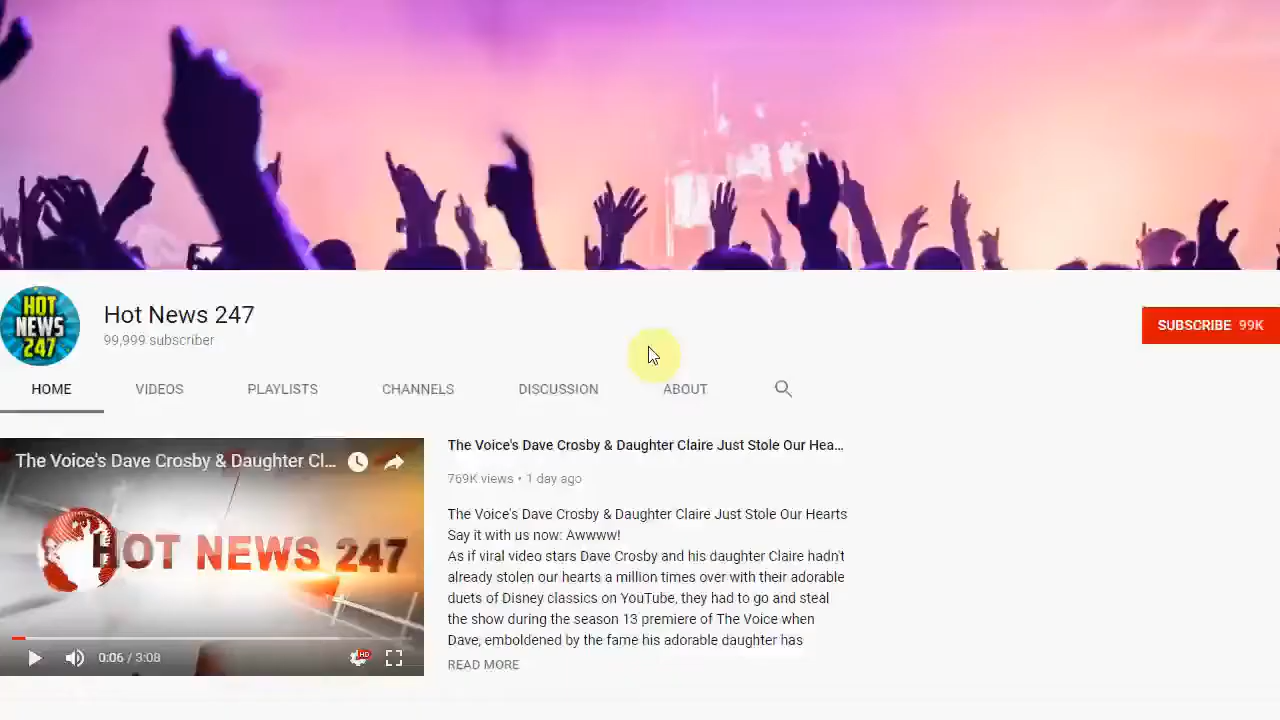 HOT
NEWS
247
Hot News 247
99,999 subscriber
SUBSCRIBE 99K
HOME VIDEOS PLAYLISTS CHANNELS DISCUSSION ABOUT
The Voice's Dave Crosby & Daughter Cl...
HOT NEWS 247
0:06 / 3:08
HD
The Voice's Dave Crosby & Daughter Claire Just Stole Our Hea...
769K views • 1 day ago
The Voice's Dave Crosby & Daughter Claire Just Stole Our Hearts
Say it with us now: Awwww!
As if viral video stars Dave Crosby and his daughter Claire hadn't
already stolen our hearts a million times over with their adorable
duets of Disney classics on YouTube, they had to go and steal
the show during the season 13 premiere of The Voice when
Dave, emboldened by the fame his adorable daughter has
READ MORE